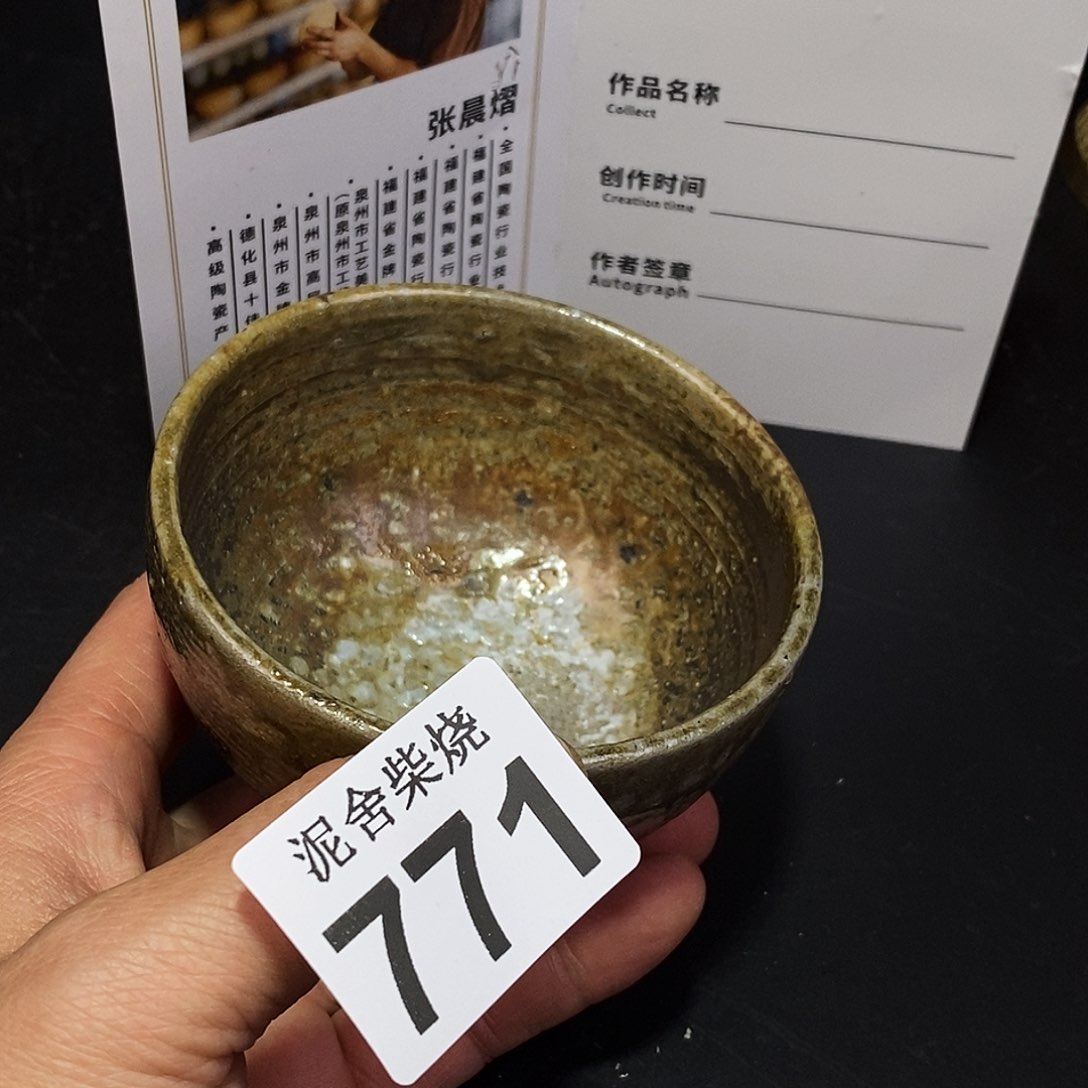 张晨熠
全国陶瓷行业技
福建省陶瓷行业
福建省陶瓷行
福建省陶瓷行
福建省金牌
泉州市工艺美
(原泉州市工
泉州市高层
泉州市金牌
德化县十佳
高级陶瓷产
作品名称
Collect
创作时间
Creation time
作者签章
Autograph
泥舍柴烧
771